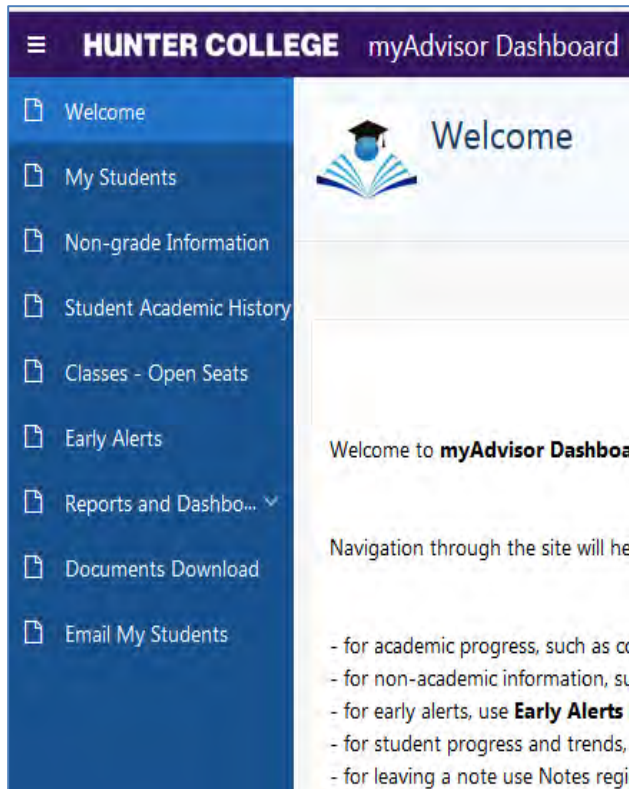 HUNTER COLLEGE myAdvisor Dashboard
Welcome
My Students
Non-grade Information
Student Academic History
Classes - Open Seats
Early Alerts
Reports and Dashbo...
Documents Download
Email My Students
Welcome
Welcome to myAdvisor Dashboa
Navigation through the site will he
- for academic progress, such as co
- for non-academic information, su
- for early alerts, use Early Alerts
- for student progress and trends,
- for leaving a note use Notes regi